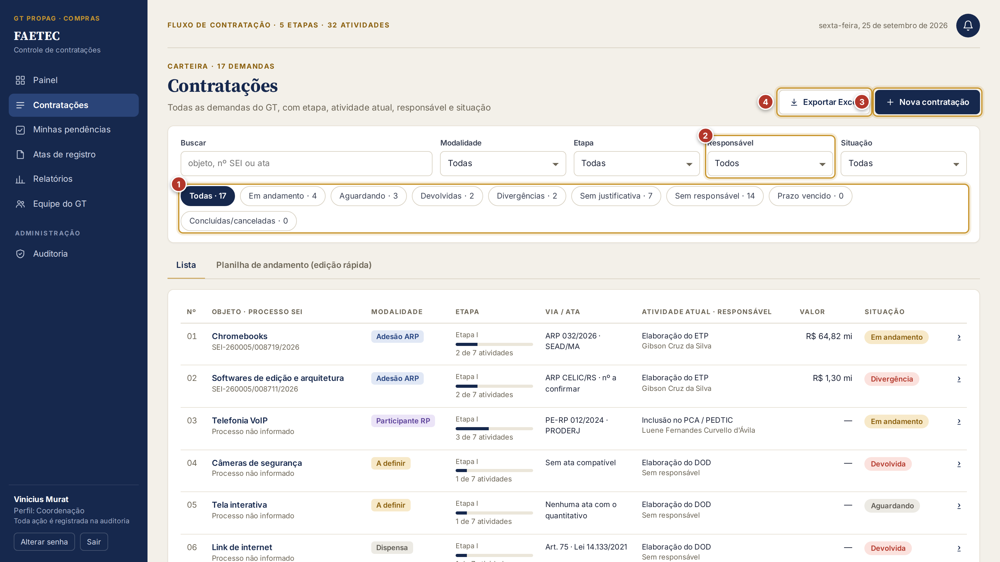 GT PROPAG · COMPRAS
FAETEC
Controle de contratações
Painel
Contratações
Minhas pendências
Atas de registro
Relatórios
Equipe do GT
ADMINISTRAÇÃO
Auditoria
Vinicius Murat
Perfil: Coordenação
Toda ação é registrada na auditoria
Alterar senha Sair
FLUXO DE CONTRATAÇÃO · 5 ETAPAS · 32 ATIVIDADES
sexta-feira, 25 de setembro de 2026
CARTEIRA · 17 DEMANDAS
Contratações
Todas as demandas do GT, com etapa, atividade atual, responsável e situação
4 Exportar 3 Nova contratação
Buscar Modalidade Etapa 2 Responsável Situação
objeto, nº SEI ou ata Todas Todas Todos Todas
1 Todas · 17 Em andamento · 4 Aguardando · 3 Devolvidas · 2 Divergências · 2 Sem justificativa · 7 Sem responsável · 14 Prazo vencido · 0
Concluídas/canceladas · 0
Lista Planilha de andamento (edição rápida)
Nº OBJETO · PROCESSO SEI MODALIDADE ETAPA VIA / ATA ATIVIDADE ATUAL · RESPONSÁVEL VALOR SITUAÇÃO
01 Chromebooks Adesão ARP Etapa I ARP 032/2026 · Elaboração do ETP R$ 64,82 mi Em andamento ›
SEI-260005/008719/2026 SEAD/MA Gibson Cruz da Silva
2 de 7 atividades
02 Softwares de edição e arquitetura Adesão ARP Etapa I ARP CELIC/RS · nº a Elaboração do ETP R$ 1,30 mi Divergência ›
SEI-260005/008711/2026 confirmar Gibson Cruz da Silva
2 de 7 atividades
03 Telefonia VoIP Participante RP Etapa I PE-RP 012/2024 · Inclusão no PCA / PEDTIC — Em andamento ›
Processo não informado PRODERJ Luene Fernandes Curvello d'Ávila
3 de 7 atividades
04 Câmeras de segurança A definir Etapa I Sem ata compatível Elaboração do DOD — Devolvida ›
Processo não informado Sem responsável
1 de 7 atividades
05 Tela interativa A definir Etapa I Nenhuma ata com o Elaboração do DOD — Aguardando ›
Processo não informado quantitativo Sem responsável
1 de 7 atividades
06 Link de internet Dispensa Etapa I Art. 75 · Lei 14.133/2021 Elaboração do DOD — Devolvida ›
Processo não informado Sem responsável